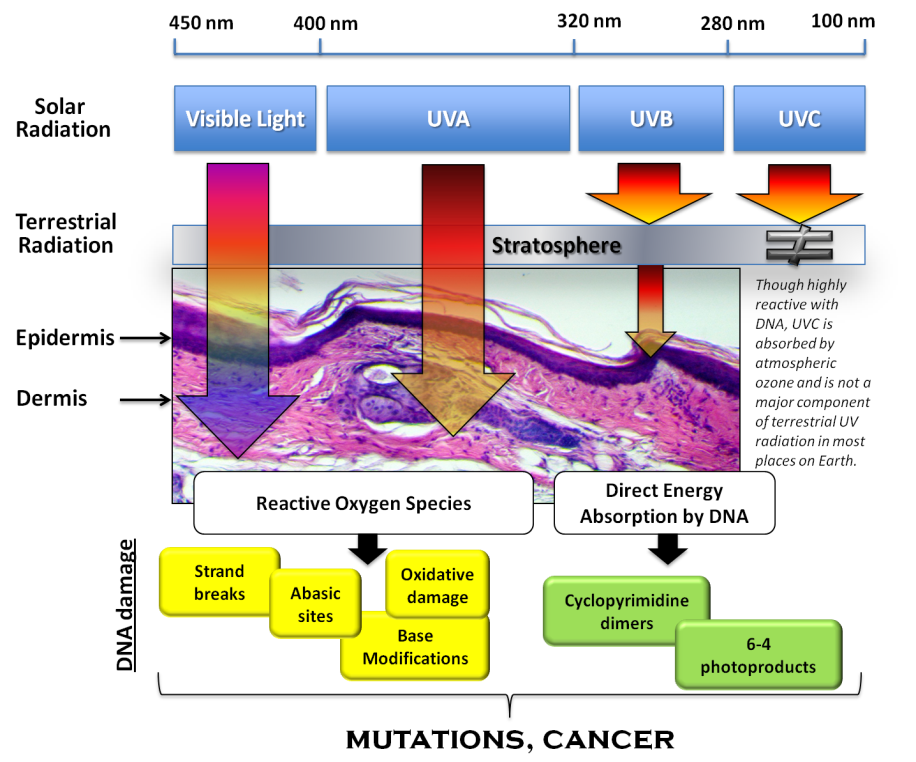 450 nm 400 nm 320 nm 280 nm 100 nm
Solar
Radiation
Visible Light
UVA
UVB
UVC
Terrestrial
Radiation
Stratosphere
Though highly
reactive with
DNA, UVC is
absorbed by
atmospheric
ozone and is not a
major component
of terrestrial UV
radiation in most
places on Earth.
Epidermis
Dermis
Reactive Oxygen Species
Direct Energy
Absorption by DNA
DNA damage
Strand
breaks
Abasic
sites
Oxidative
damage
Base
Modifications
Cyclopyrimidine
dimers
6-4
photoproducts
MUTATIONS, CANCER